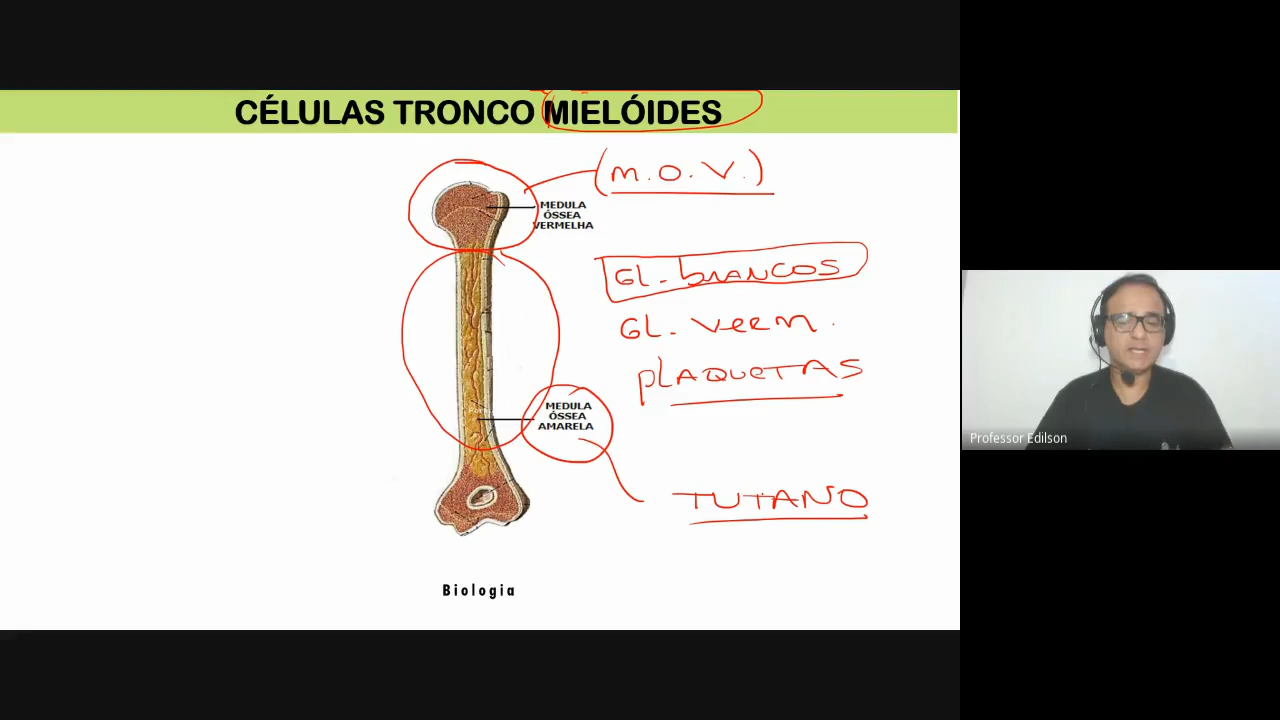 CÉLULAS TRONCO MIELÓIDES
(M.O.V.)
MEDULA
ÓSSEA
VERMELHA
GL. BRANCOS
GL. VERM.
PLAQUETAS
MEDULA
ÓSSEA
AMARELA
TUTANO
Biologia
Professor Edilson